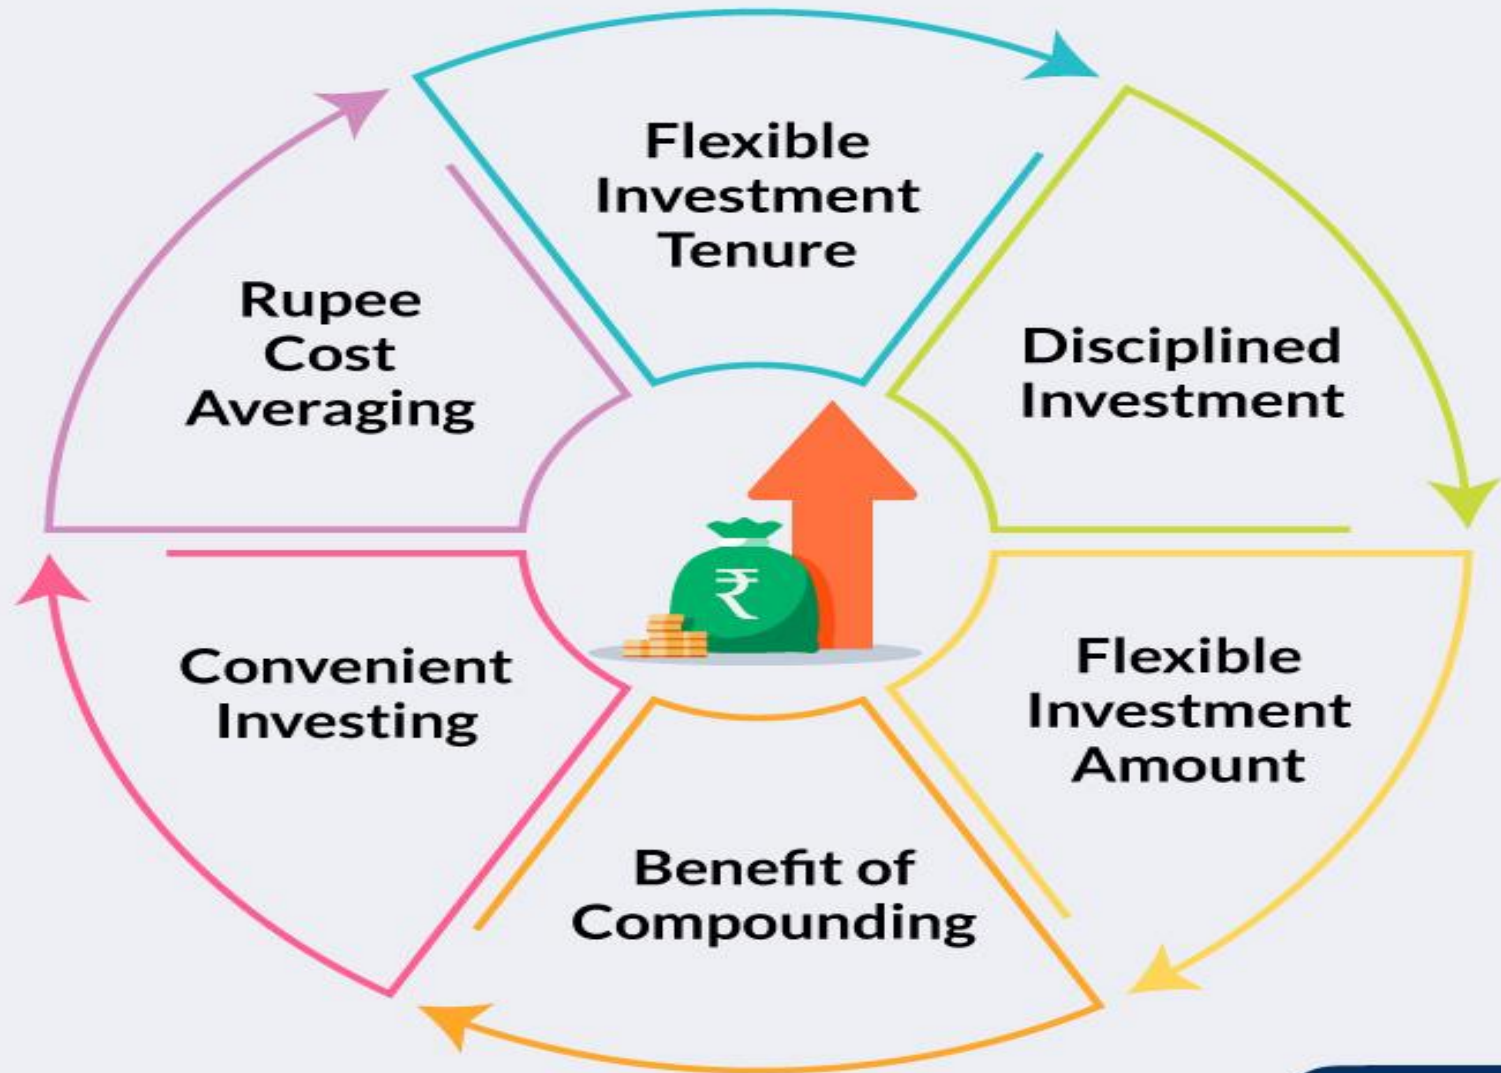 Flexible
Investment
Tenure
Disciplined
Investment
Flexible
Investment
Amount
Benefit of
Compounding
Convenient
Investing
Rupee
Cost
Averaging
₹